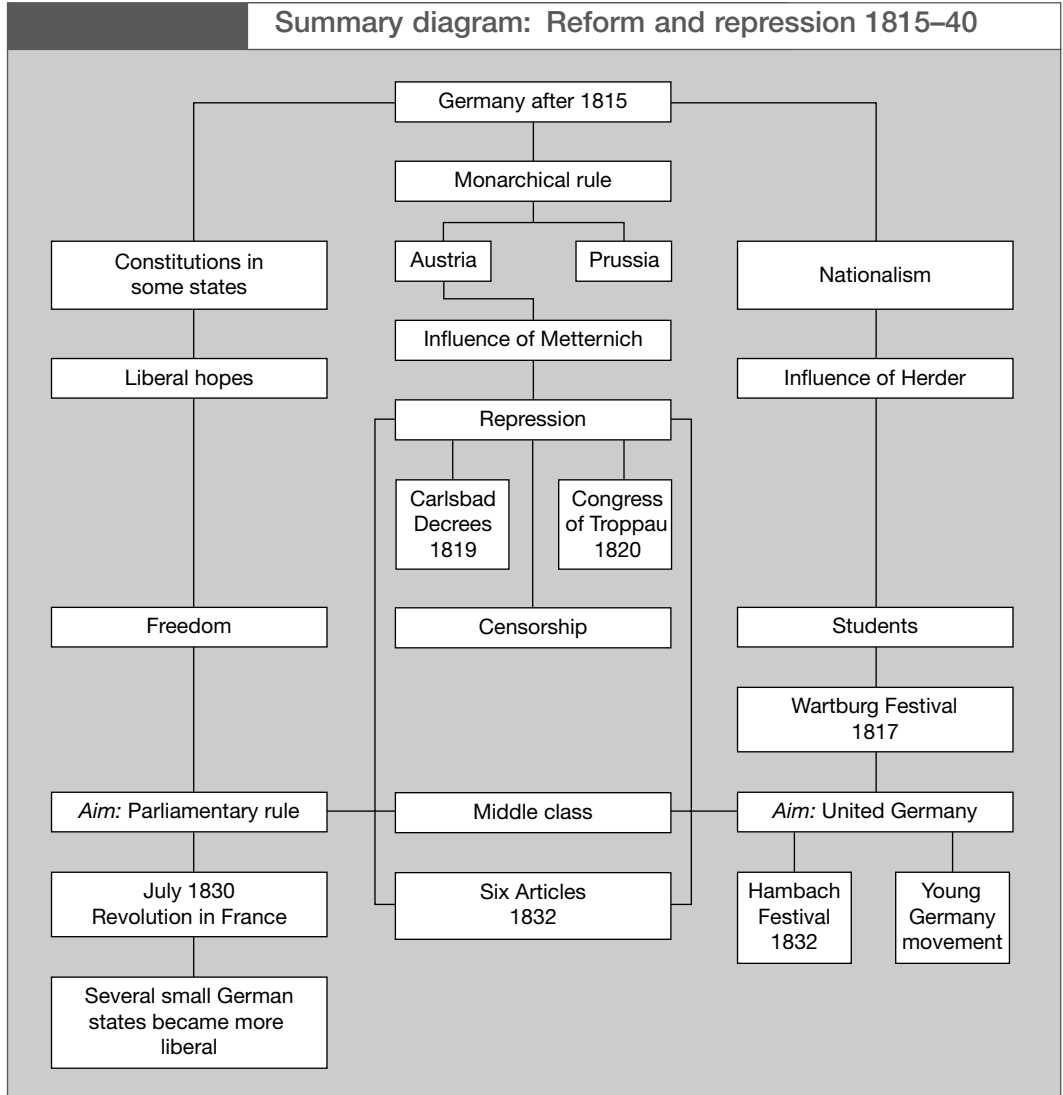 Summary diagram: Reform and repression 1815–40
Germany after 1815
Monarchical rule
Austria
Prussia
Constitutions in
some states
Nationalism
Influence of Metternich
Liberal hopes
Influence of Herder
Repression
Carlsbad
Decrees
1819
Congress
of Troppau
1820
Freedom
Censorship
Students
Wartburg Festival
1817
Aim: Parliamentary rule
Middle class
Aim: United Germany
July 1830
Revolution in France
Six Articles
1832
Hambach
Festival
1832
Young
Germany
movement
Several small German
states became more
liberal